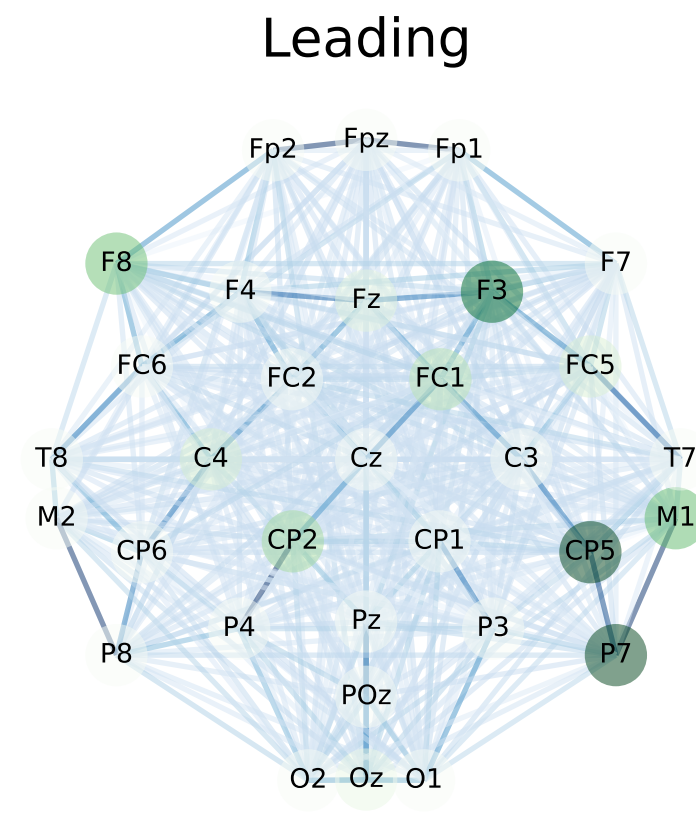 Leading
Fp2 Fpz Fp1
F8 F7
F4 Fz F3
FC6 FC2 FC1 FC5
T8 C4 Cz C3 T7
M2 M1
CP6 CP2 CP1 CP5
P8 P4 Pz P3 P7
POz
O2 Oz O1